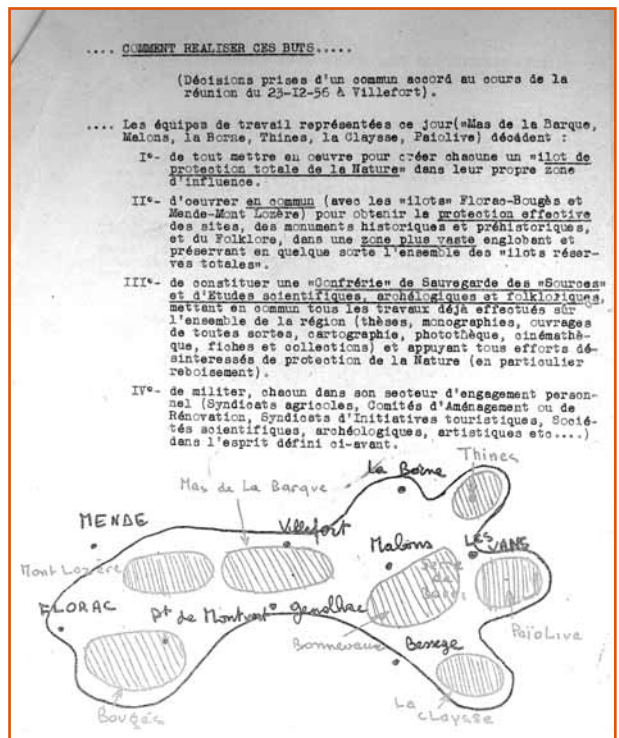 .... COMMENT REALISER CES BUTS.....
(Décisions prises d'un commun accord au cours de la
réunion du 23-I2-56 à Villefort).
.... Les équipes de travail représentées ce jour("Mas de la Barque,
Malons, la Borne, Thines, la Claysse, Paiolive) décident :
I°- de tout mettre en oeuvre pour créer chacune un "ilot de
protection totale de la Nature" dans leur propre zone
d'influence.
II°- d'oeuvrer en commun (avec les "ilots" Florac-Bougès et
Mende-Mont Lozère) pour obtenir la protection effective
des sites, des monuments historiques et préhistoriques,
et du Folklore, dans une zone plus vaste englobant et
préservant en quelque sorte l'ensemble des "ilots réser-
ves totales".
III°- de constituer une "Confrérie" de Sauvegarde des "Sources"
et d'Etudes scientifiques, archélogiques et folkloriques,
mettant en commun tous les travaux déjà effectués sur
l'ensemble de la région (thèses, monographies, ouvrages
de toutes sortes, cartographie, photothèque, cinémathè-
que, fiches et collections) et appuyant tous efforts dé-
sinteressés de protection de la Nature (en particulier
reboisement).
IV°- de militer, chacun dans son secteur d'engagement person-
nel (Syndicats agricoles, Comités d'Aménagement ou de
Rénovation, Syndicats d'Initiatives touristiques, Socié-
tés scientifiques, archéologiques, artistiques etc....)
dans l'esprit défini ci-avant.
Thines
La Borne
Mas de La Barque
MENDE
Villefort
Malons
LES VANS
Mont Lozère
Serre de Barre
FLORAC
Pt de Montvert
Genolhac
Païolive
Bonnevaux
Besseges
Bougès
La Claysse